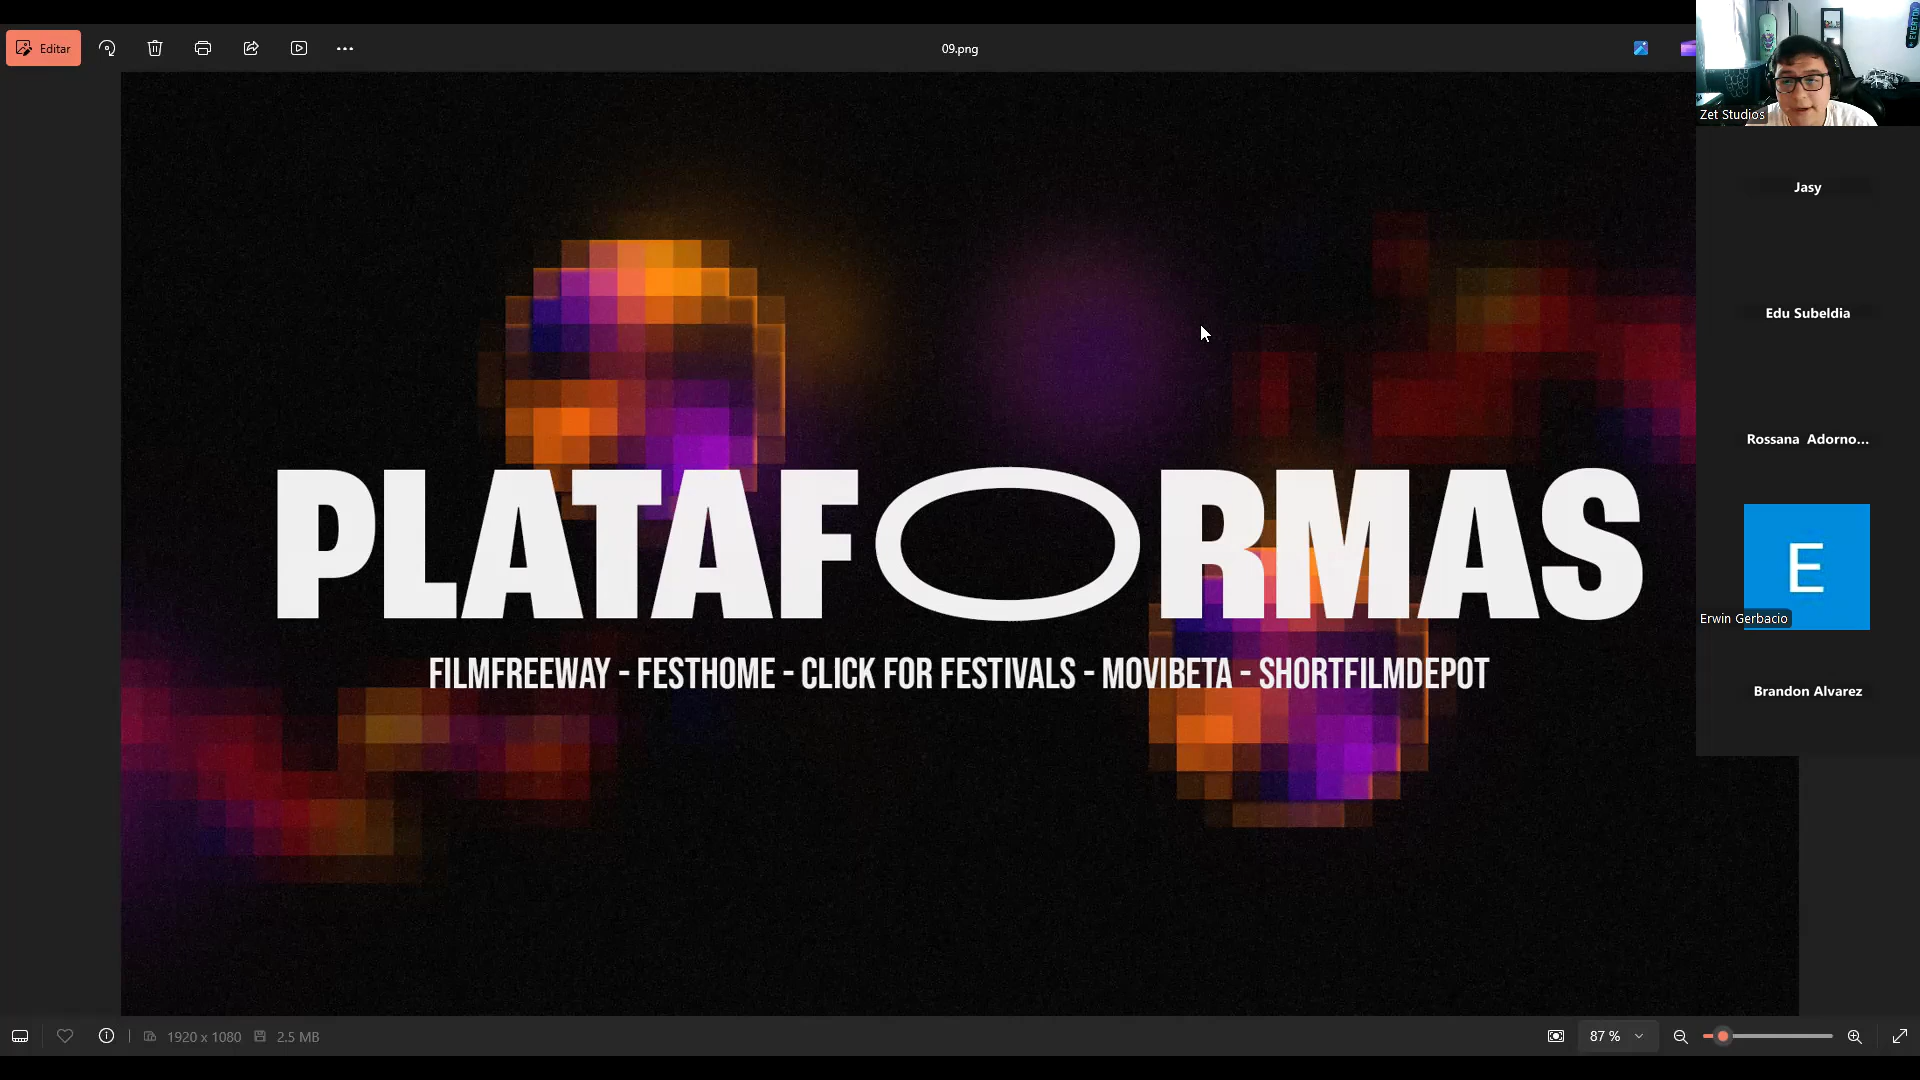 Editar
09.png
EVERTON
Zet Studios
Jasy
Edu Subeldia
Rossana Adorno...
E
Erwin Gerbacio
Brandon Alvarez
PLATAFORMAS
FILMFREEWAY - FESTHOME - CLICK FOR FESTIVALS - MOVIBETA - SHORTFILMDEPOT
1920 x 1080
2.5 MB
87 %